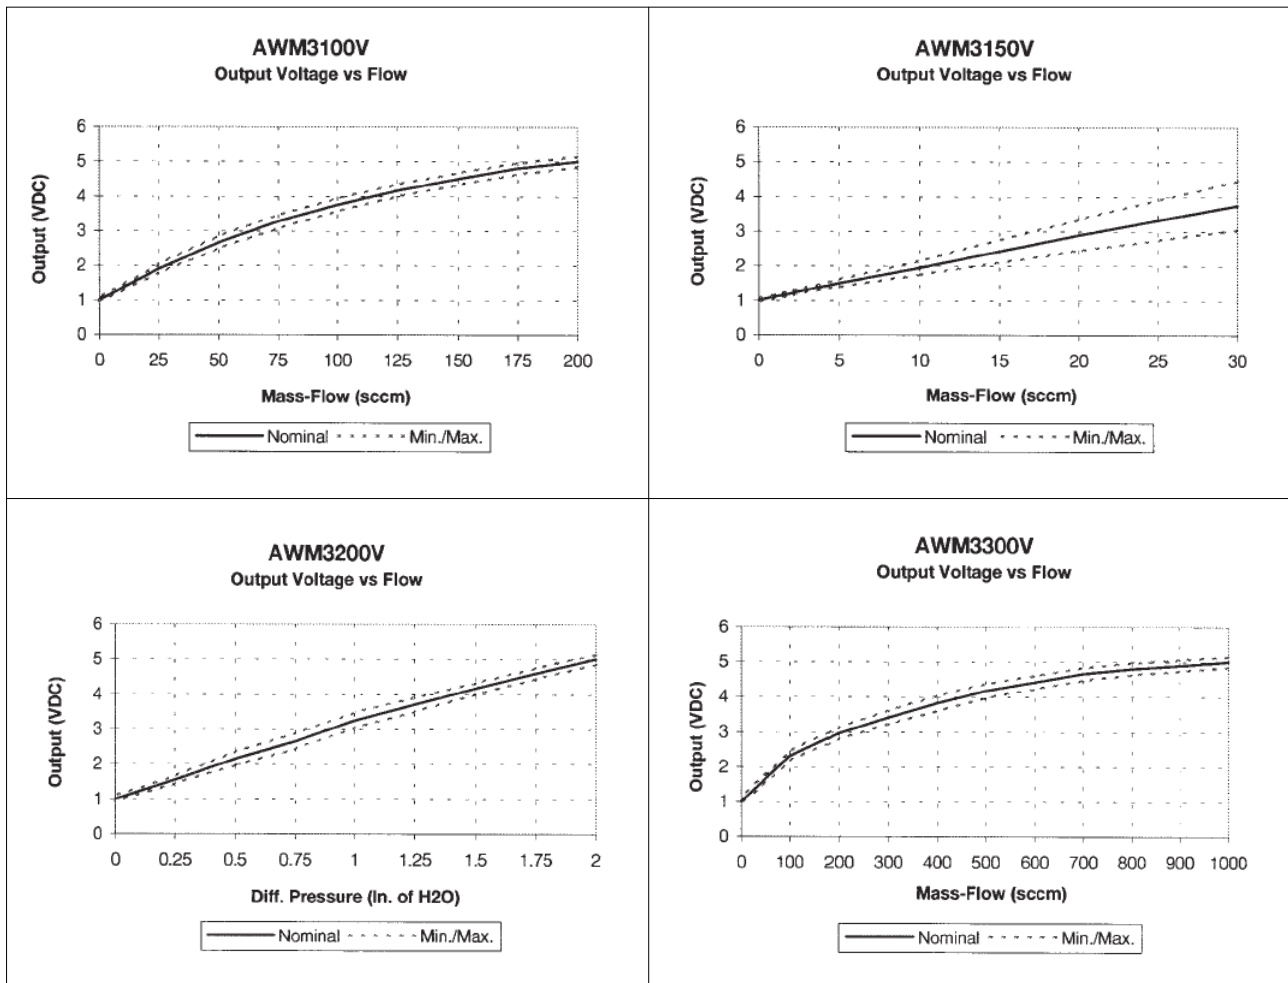 AWM3100V
Output Voltage vs Flow
6
5
4
3
2
1
0
Output (VDC)
0 25 50 75 100 125 150 175 200
Mass-Flow (sccm)
Nominal Min./Max.
AWM3150V
Output Voltage vs Flow
6
5
4
3
2
1
0
Output (VDC)
0 5 10 15 20 25 30
Mass-Flow (sccm)
Nominal Min./Max.
AWM3200V
Output Voltage vs Flow
6
5
4
3
2
1
0
Output (VDC)
0 0.25 0.5 0.75 1 1.25 1.5 1.75 2
Diff. Pressure (In. of H2O)
Nominal Min./Max.
AWM3300V
Output Voltage vs Flow
6
5
4
3
2
1
0
Output (VDC)
0 100 200 300 400 500 600 700 800 900 1000
Mass-Flow (sccm)
Nominal Min./Max.